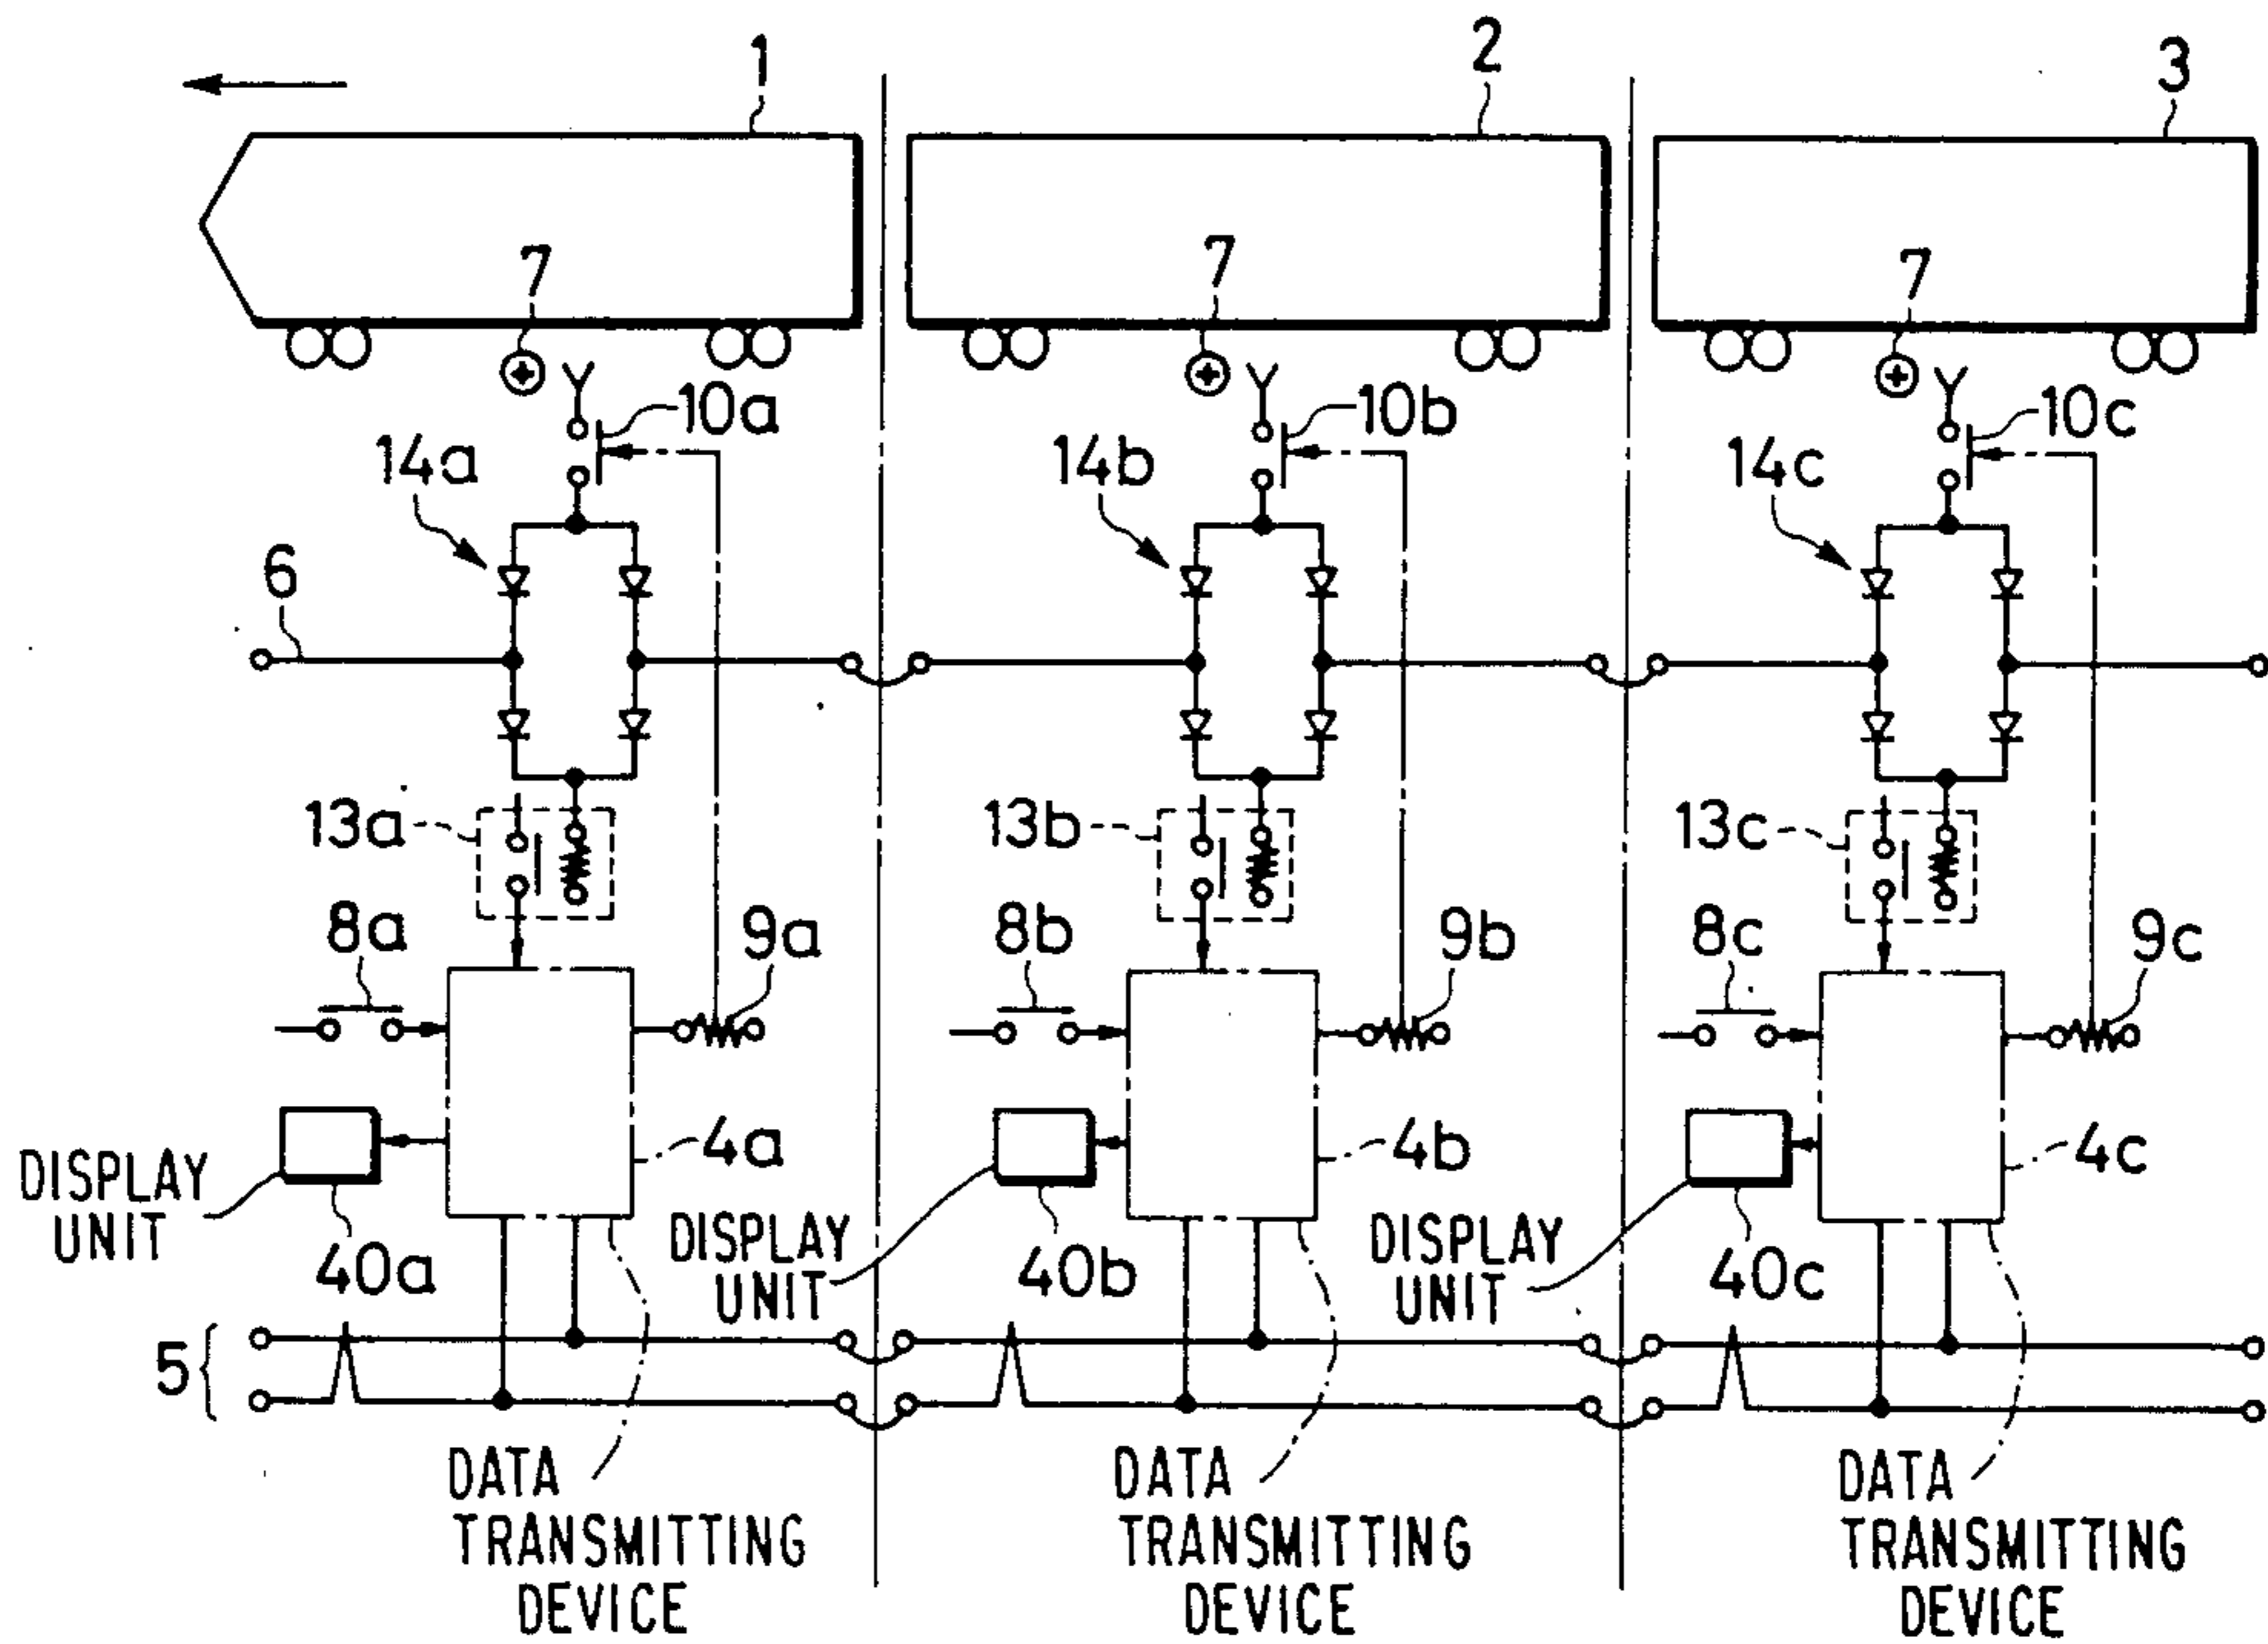 1
2
3
7
7
7
10a
10b
10c
14a
14b
14c
6
13a
13b
13c
8a
9a
8b
9b
8c
9c
4a
4b
4c
DISPLAY
UNIT
40a
DISPLAY
UNIT
40b
DISPLAY
UNIT
40c
5
DATA
TRANSMITTING
DEVICE
DATA
TRANSMITTING
DEVICE
DATA
TRANSMITTING
DEVICE